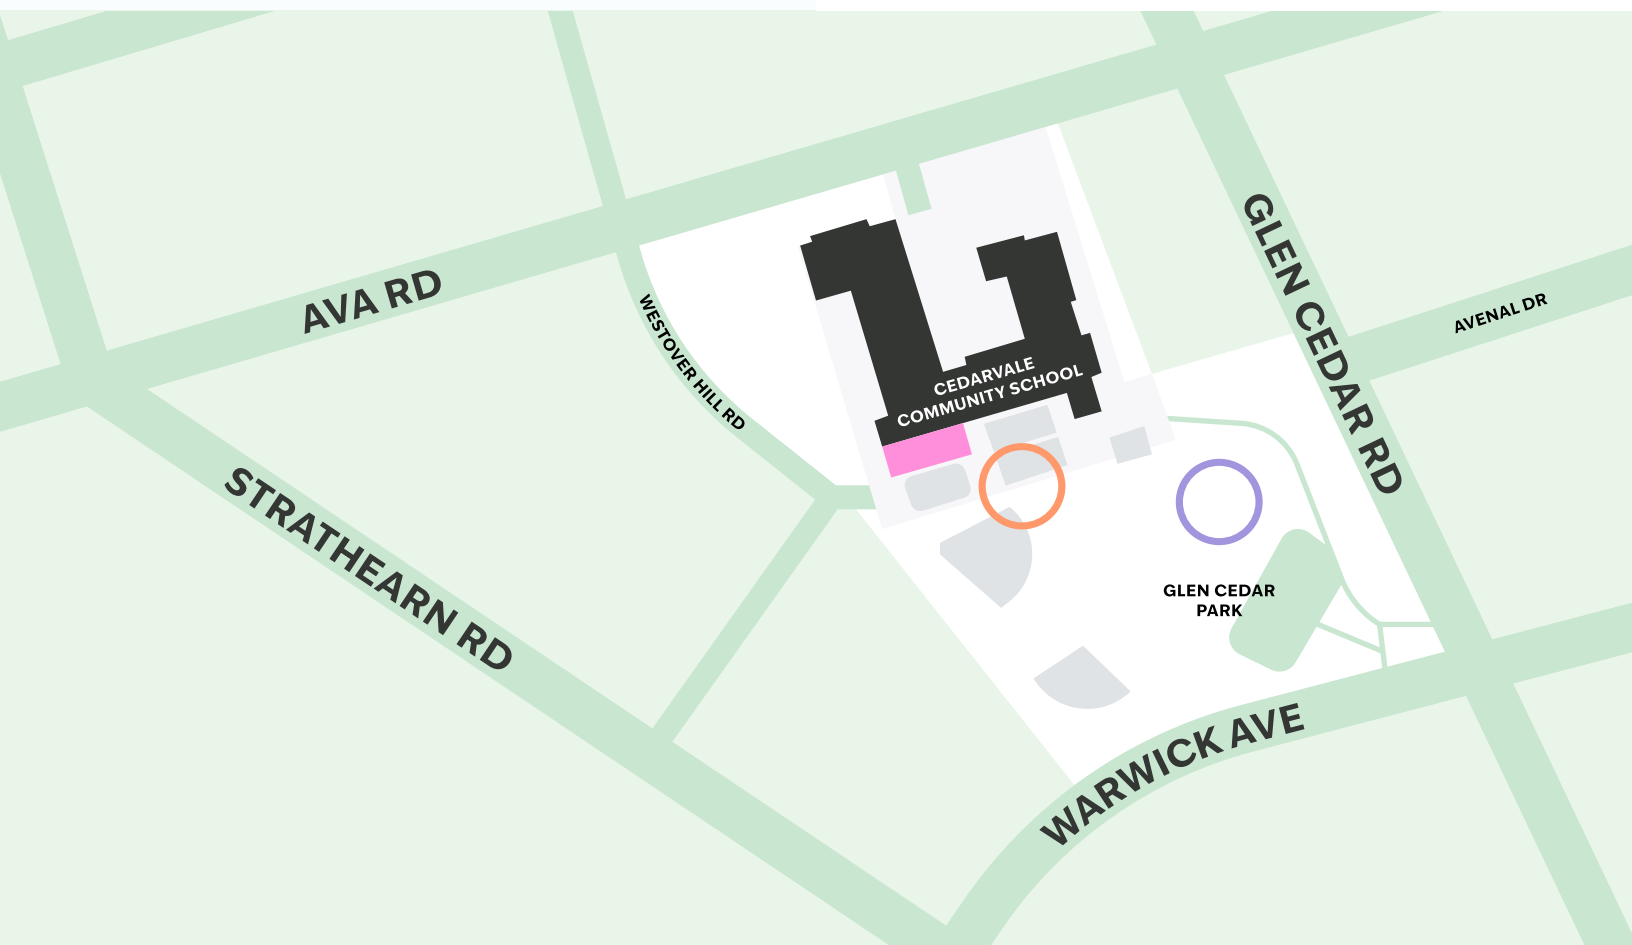 GLEN CEDAR RD
AVA RD
AVENAL DR
WESTOVER HILL RD
CEDARVALE
COMMUNITY SCHOOL
STRATHEARN RD
GLEN CEDAR
PARK
WARWICK AVE